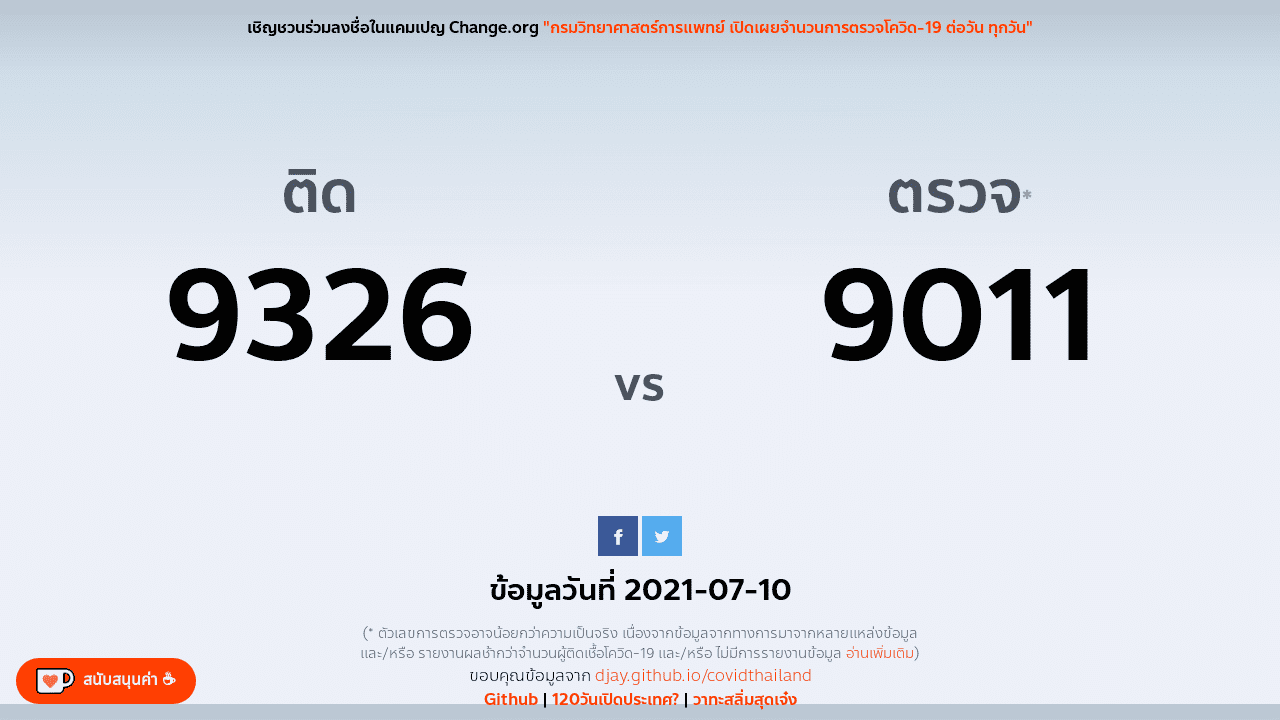 เชิญชวนร่วมลงชื่อในแคมเปญ Change.org "กรมวิทยาศาสตร์การแพทย์ เปิดเผยจำนวนการตรวจโควิด-19 ต่อวัน ทุกวัน"
ติด
ตรวจ*
9326
9011
vs
ข้อมูลวันที่ 2021-07-10
(* ตัวเลขการตรวจอาจน้อยกว่าความเป็นจริง เนื่องจากข้อมูลจากทางการมาจากหลายแหล่งข้อมูล
และ/หรือ รายงานผลช้ากว่าจำนวนผู้ติดเชื้อโควิด-19 และ/หรือ ไม่มีการรายงานข้อมูล อ่านเพิ่มเติม)
ขอบคุณข้อมูลจาก djay.github.io/covidthailand
Github | 120วันเปิดประเทศ? | วาทะสลิ่มสุดเจ๋ง
สนับสนุนค่า